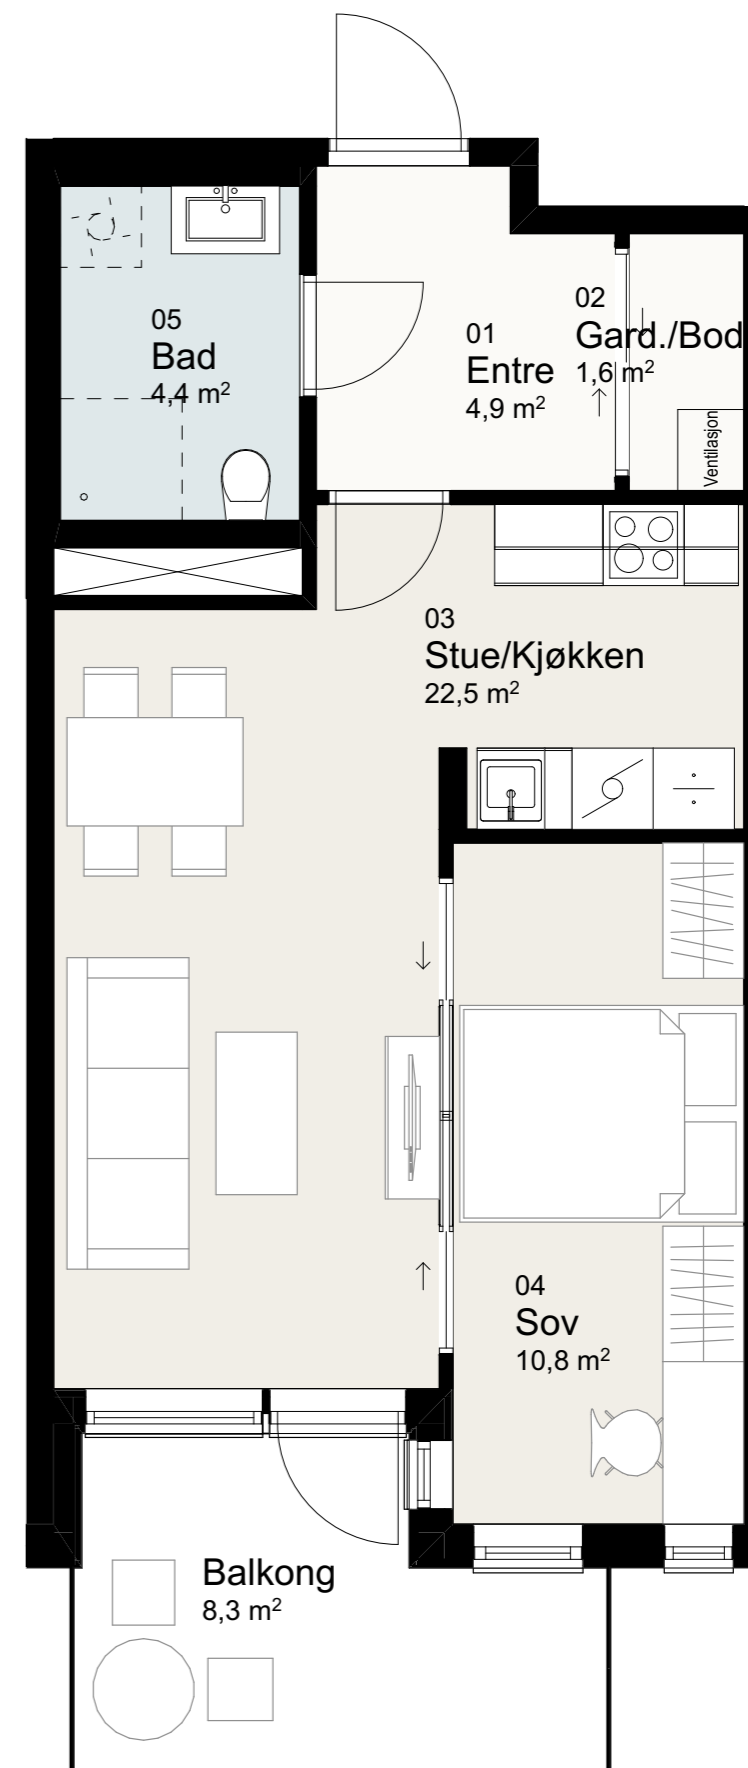 05
Bad
4,4 m²
01
Entre
4,9 m²
02
Gard./Bod
1,6 m²
Ventilasjon
03
Stue/Kjøkken
22,5 m²
04
Sov
10,8 m²
Balkong
8,3 m²